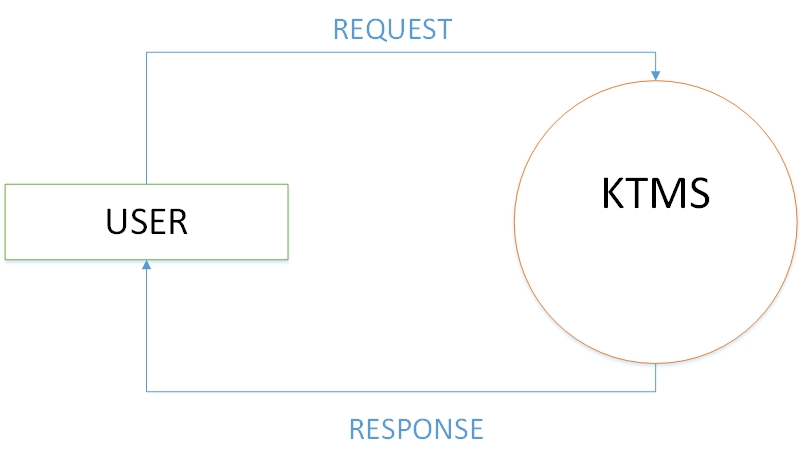 REQUEST
USER
KTMS
RESPONSE